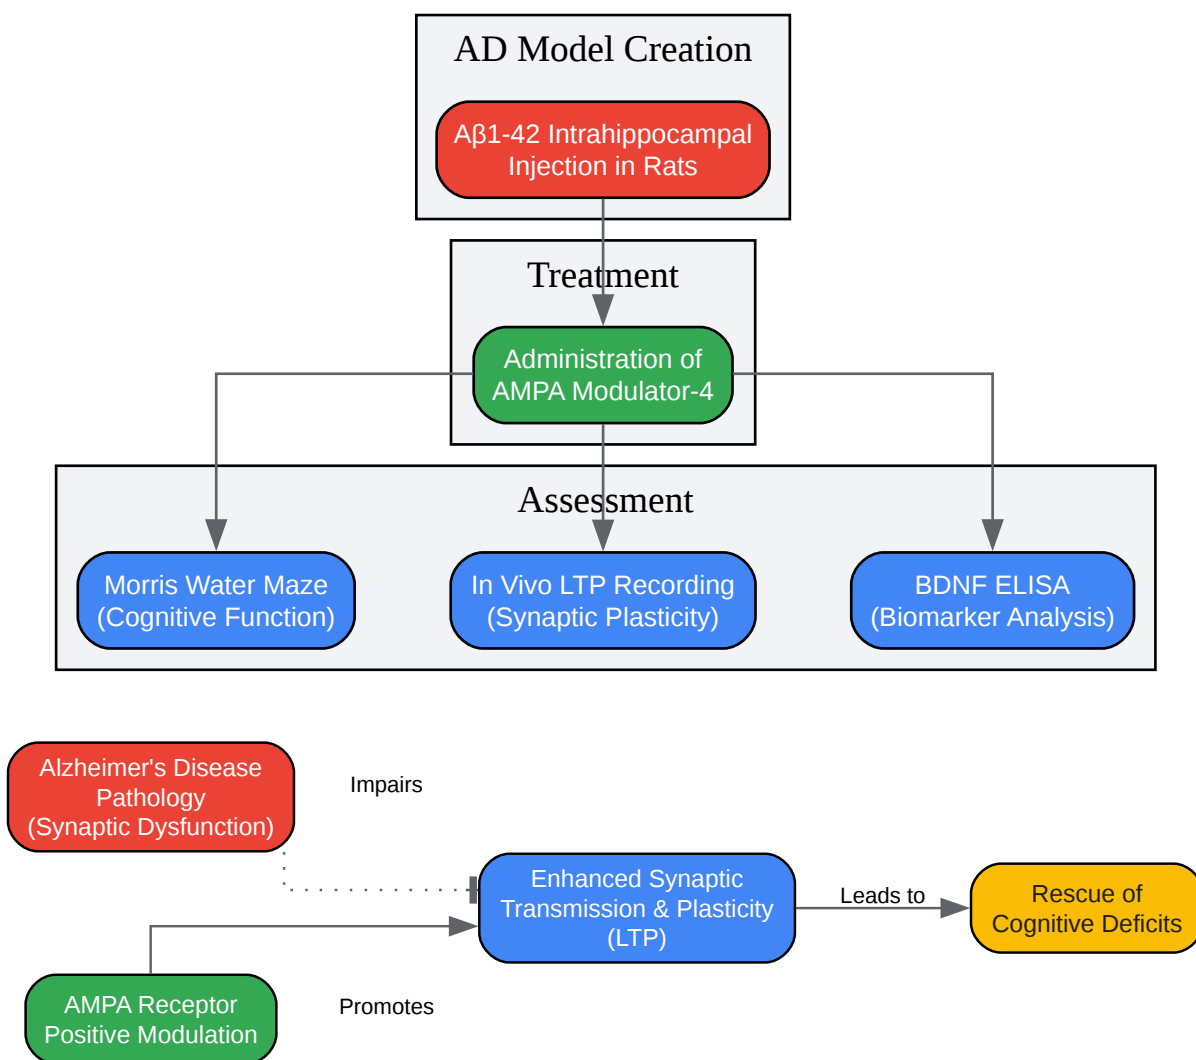 AD Model Creation
Aβ1-42 Intrahippocampal
Injection in Rats
Treatment
Administration of
AMPA Modulator-4
Assessment
Morris Water Maze
(Cognitive Function)
In Vivo LTP Recording
(Synaptic Plasticity)
BDNF ELISA
(Biomarker Analysis)
Alzheimer's Disease
Pathology
(Synaptic Dysfunction)
Impairs
Enhanced Synaptic
Transmission & Plasticity
(LTP)
Leads to
Rescue of
Cognitive Deficits
AMPA Receptor
Positive Modulation
Promotes